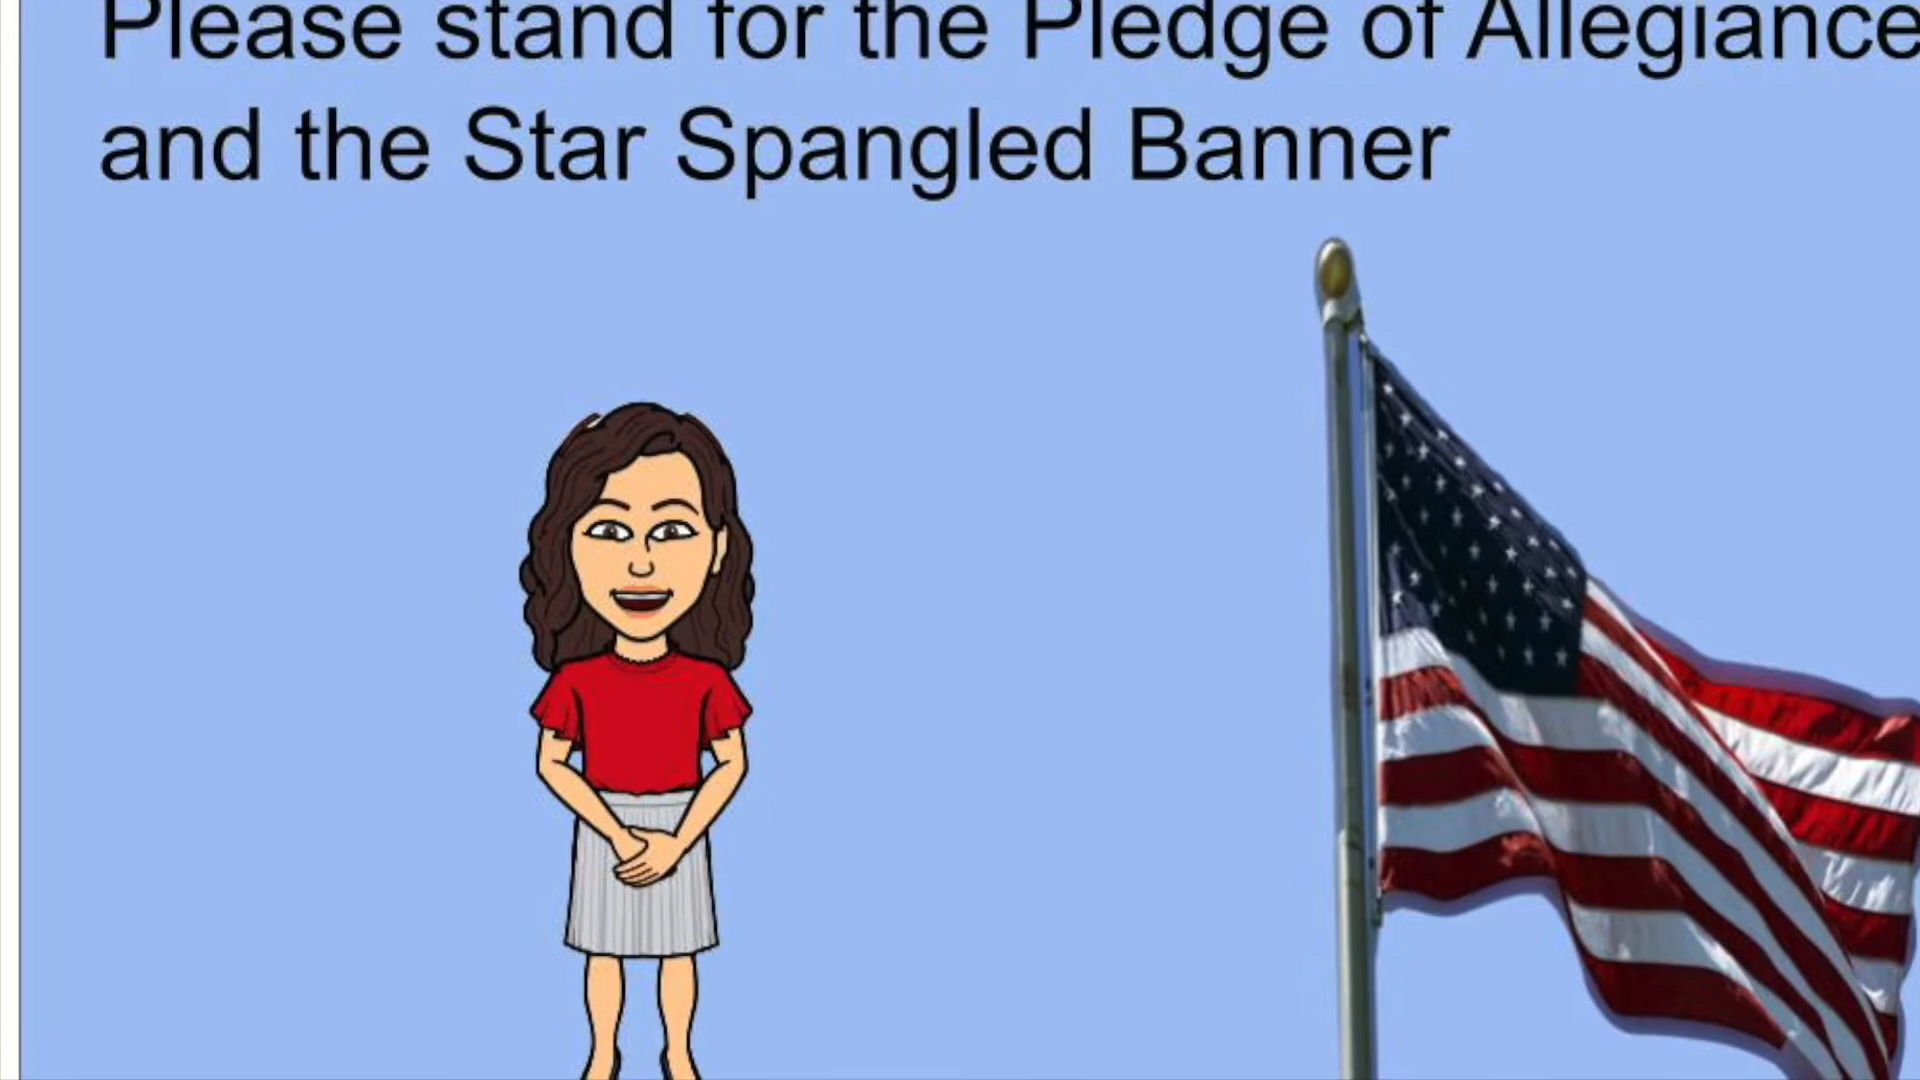 Please stand for the Pledge of Allegiance
and the Star Spangled Banner